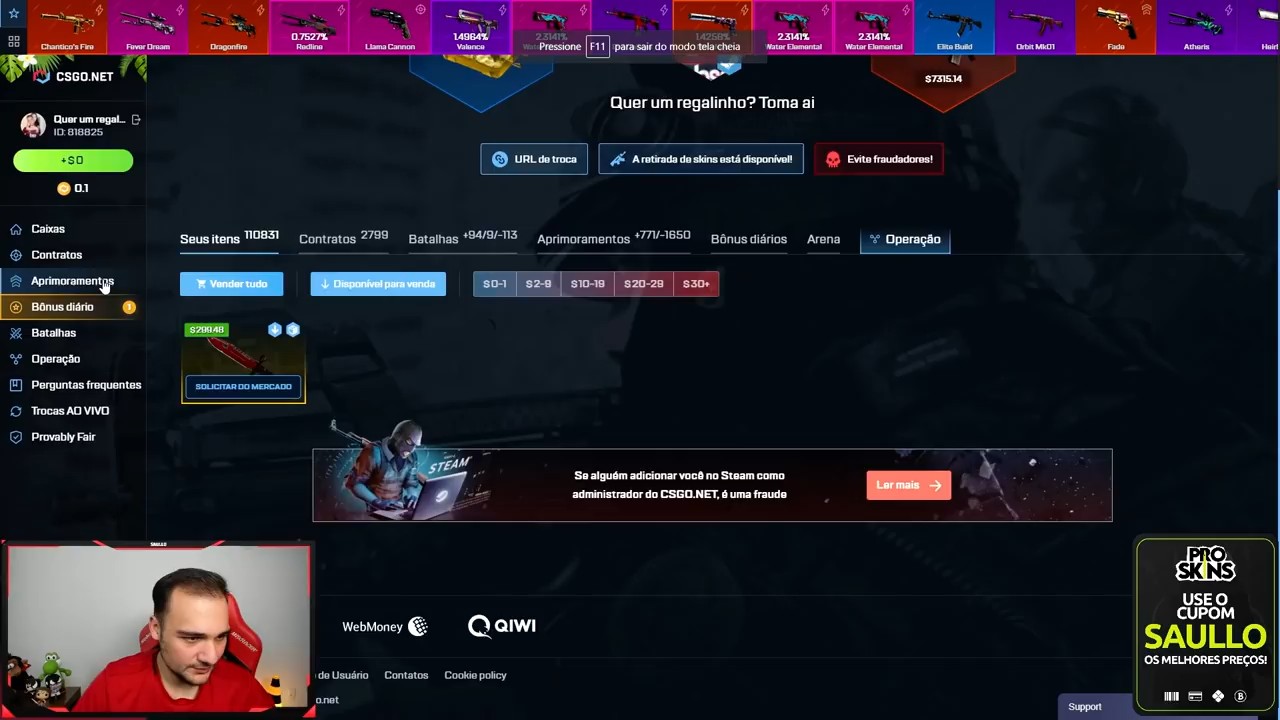 Chantico's Fire
Fever Dream
Dragonfire
0.7527%
Redline
Llama Cannon
1.4964%
Valence
2.3141%
Water Elemental
2.3141%
Water Elemental
2.3141%
Water Elemental
Elite Build
Orbit Mk01
Fade
Atheris
Pressione F11 para sair do modo tela cheia
CSGO.NET
$7315.14
Quer um regalinho? Toma ai
Quer um regal...
ID: 818825
+$0
0.1
URL de troca
A retirada de skins está disponível!
Evite fraudadores!
Caixas
Contratos
Aprimoramentos
Bônus diário 1
Batalhas
Operação
Perguntas frequentes
Trocas AO VIVO
Provably Fair
Seus itens 110831
Contratos 2799
Batalhas +94/9/-113
Aprimoramentos +771/-1650
Bônus diários
Arena
Operação
Vender tudo
Disponível para venda
$0-1
$2-9
$10-19
$20-29
$30+
$299.48
SOLICITAR DO MERCADO
STEAM
Se alguém adicionar você no Steam como
administrador do CSGO.NET, é uma fraude
Ler mais
SAULLO
WebMoney
QIWI
de Usuário
Contatos
Cookie policy
o.net
PRO
SKINS
USE O
CUPOM
SAULLO
OS MELHORES PREÇOS!
Support